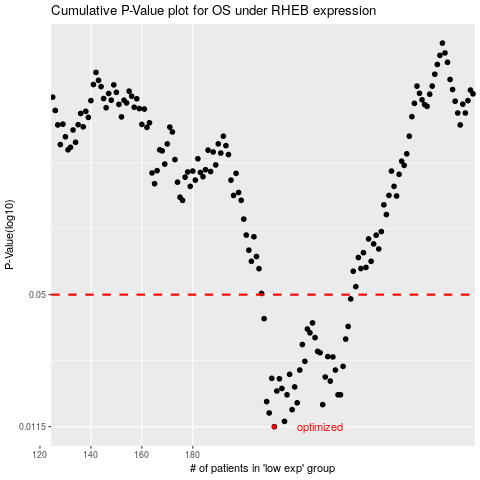 Cumulative P-Value plot for OS under RHEB expression
P-Value(log10)
0.05
0.0115
optimized
120 140 160 180
# of patients in 'low exp' group